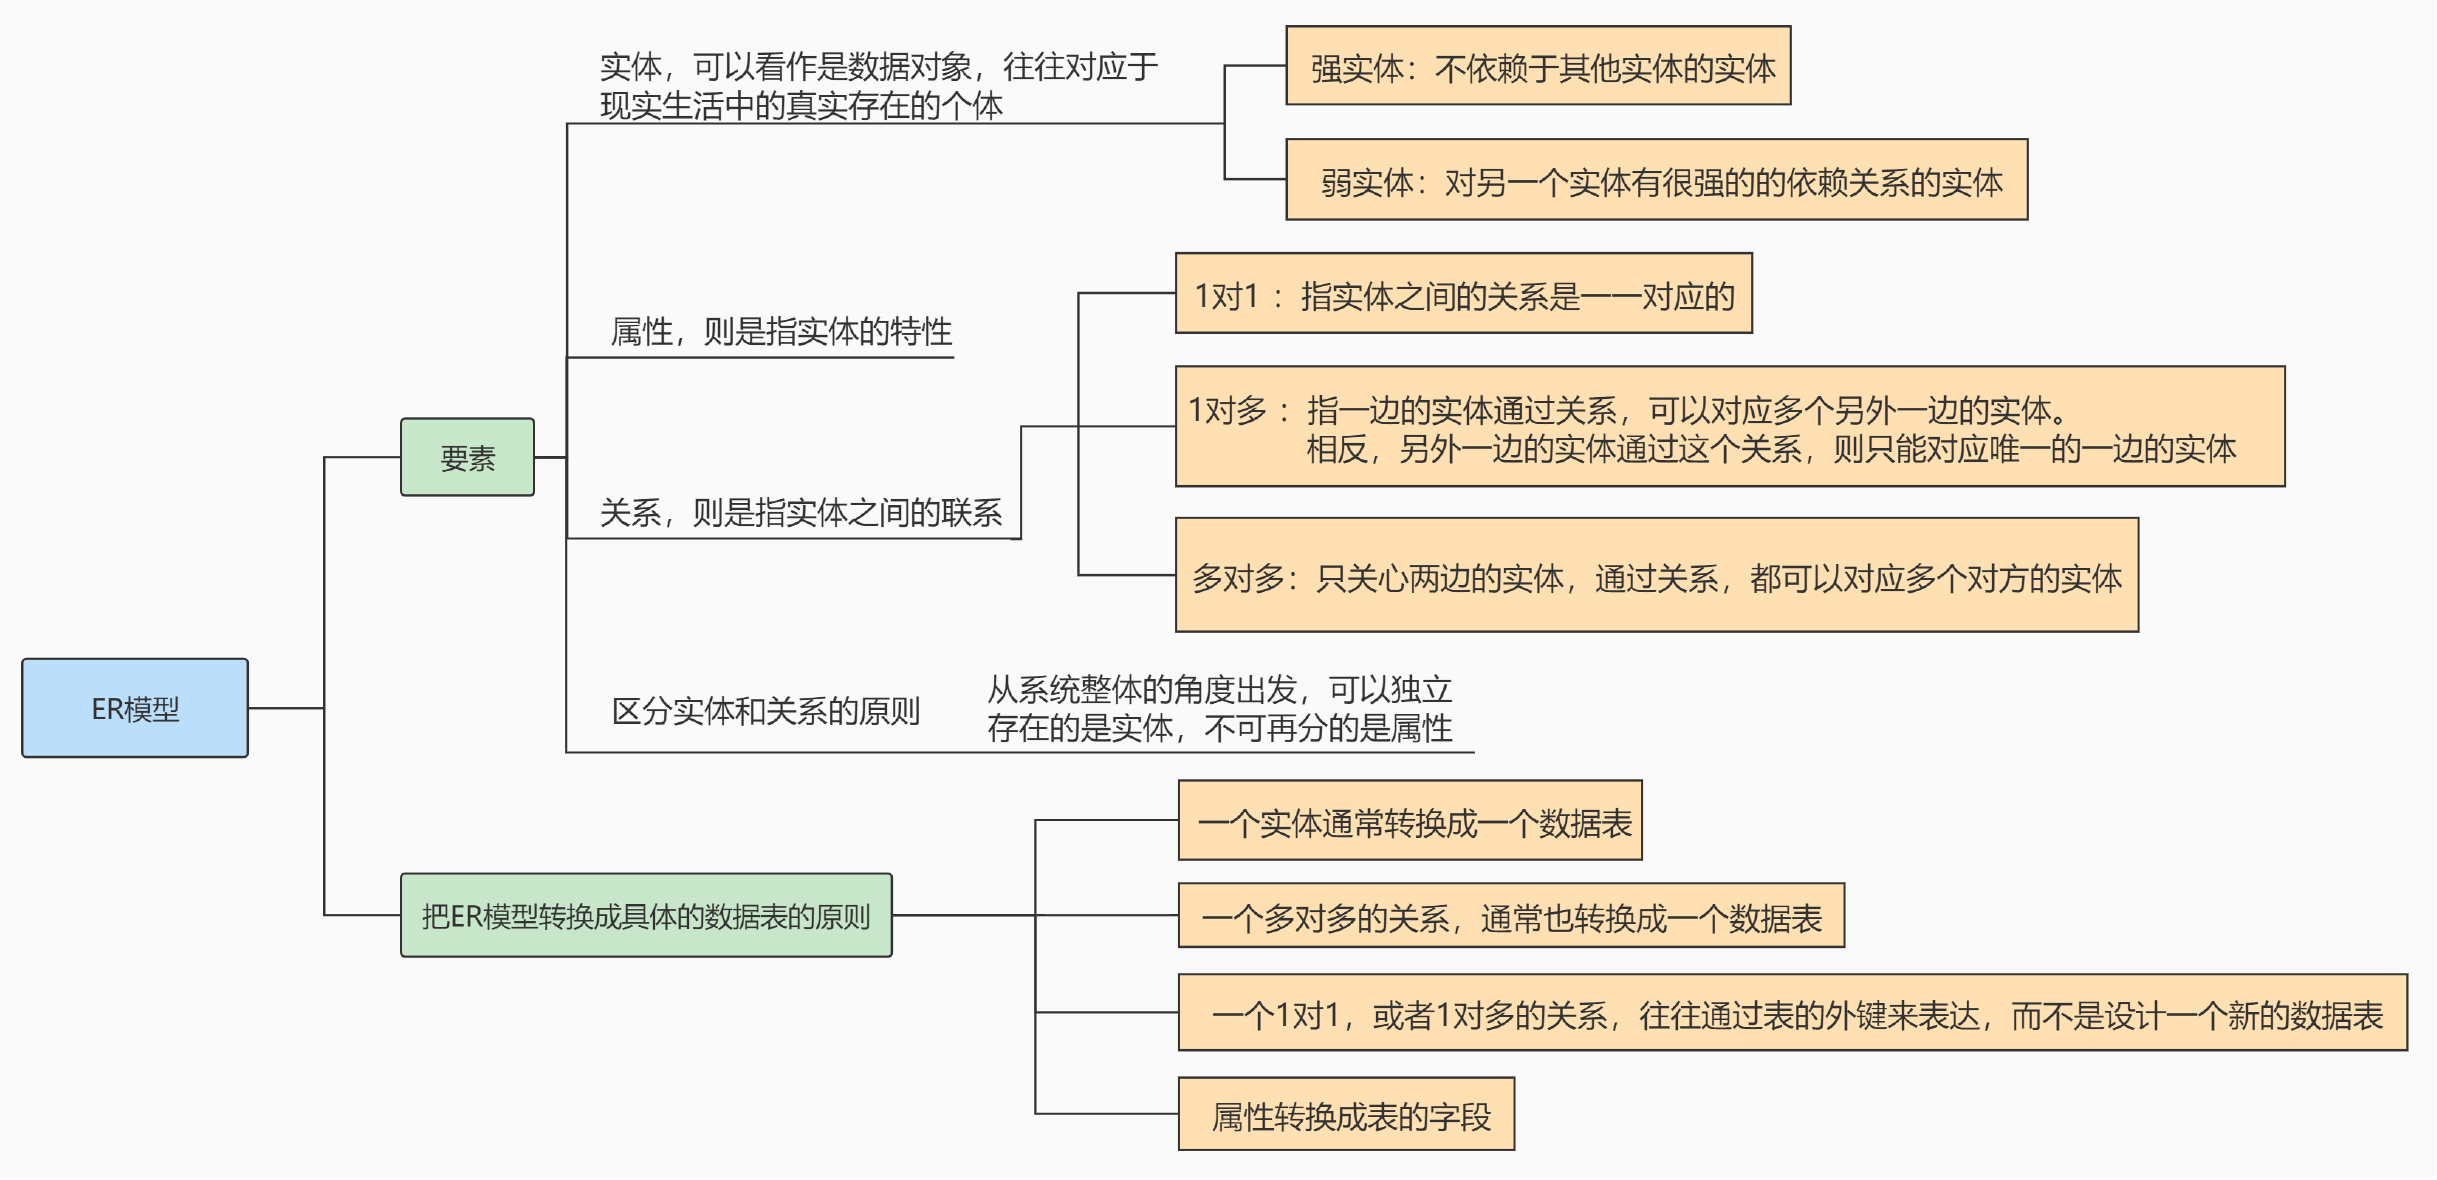 实体，可以看作是数据对象，往往对应于
现实生活中的真实存在的个体
强实体：不依赖于其他实体的实体
弱实体：对另一个实体有很强的的依赖关系的实体
属性，则是指实体的特性
关系，则是指实体之间的联系
1对1 ：指实体之间的关系是一一对应的
1对多 ：指一边的实体通过关系，可以对应多个另外一边的实体。
相反，另外一边的实体通过这个关系，则只能对应唯一的一边的实体
多对多：只关心两边的实体，通过关系，都可以对应多个对方的实体
要素
区分实体和关系的原则
从系统整体的角度出发，可以独立
存在的是实体，不可再分的是属性
ER模型
把ER模型转换成具体的数据表的原则
一个实体通常转换成一个数据表
一个多对多的关系，通常也转换成一个数据表
一个1对1，或者1对多的关系，往往通过表的外键来表达，而不是设计一个新的数据表
属性转换成表的字段